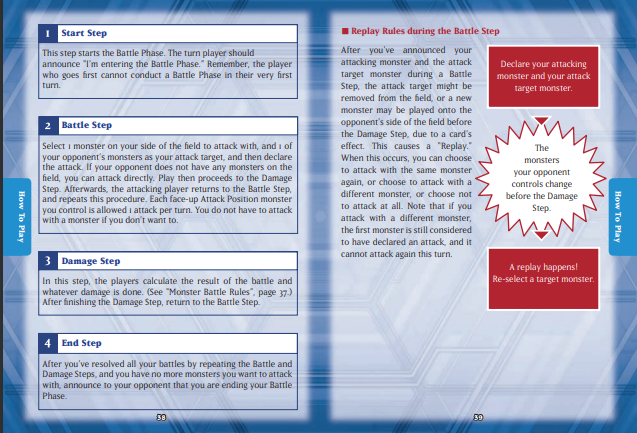 1 Start Step
This step starts the Battle Phase. The turn player should
announce "I'm entering the Battle Phase." Remember, the player
who goes first cannot conduct a Battle Phase in their very first
turn.
2 Battle Step
Select 1 monster on your side of the field to attack with, and 1 of
your opponent's monsters as your attack target, and then declare
the attack. If your opponent does not have any monsters on the
field, you can attack directly. Play then proceeds to the Damage
Step. Afterwards, the attacking player returns to the Battle Step,
and repeats this procedure. Each face-up Attack Position monster
you control is allowed 1 attack per turn. You do not have to attack
with a monster if you don't want to.
How To Play
3 Damage Step
In this step, the players calculate the result of the battle and
whatever damage is done. (See "Monster Battle Rules", page 37.)
After finishing the Damage Step, return to the Battle Step.
4 End Step
After you've resolved all your battles by repeating the Battle and
Damage Steps, and you have no more monsters you want to attack
with, announce to your opponent that you are ending your Battle
Phase.
38
■ Replay Rules during the Battle Step
After you've announced your
attacking monster and the attack
target monster during a Battle
Step, the attack target might be
removed from the field, or a new
monster may be played onto the
opponent's side of the field before
the Damage Step, due to a card's
effect. This causes a "Replay."
When this occurs, you can choose
to attack with the same monster
again, or choose to attack with a
different monster, or choose not
to attack at all. Note that if you
attack with a different monster,
the first monster is still considered
to have declared an attack, and it
cannot attack again this turn.
Declare your attacking
monster and your attack
target monster.
The
monsters
your opponent
controls change
before the Damage
Step.
A replay happens!
Re-select a target monster.
How To Play
39